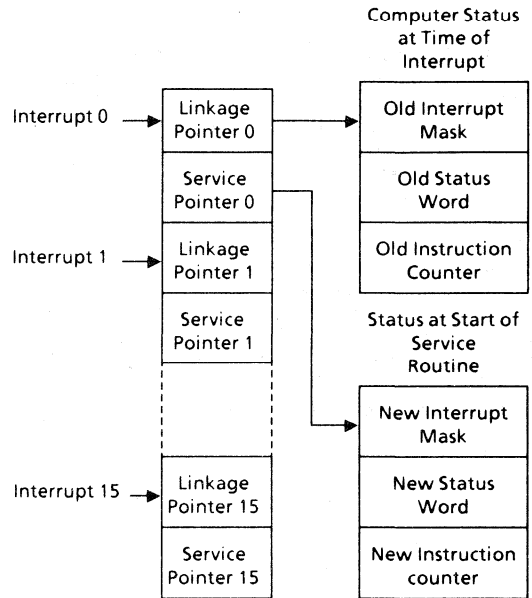 Computer Status
at Time of
Interrupt
Interrupt 0
Linkage
Pointer 0
Old Interrupt
Mask
Service
Pointer 0
Old Status
Word
Interrupt 1
Linkage
Pointer 1
Old Instruction
Counter
Service
Pointer 1
Status at Start of
Service
Routine
New Interrupt
Mask
Interrupt 15
Linkage
Pointer 15
New Status
Word
Service
Pointer 15
New Instruction
counter